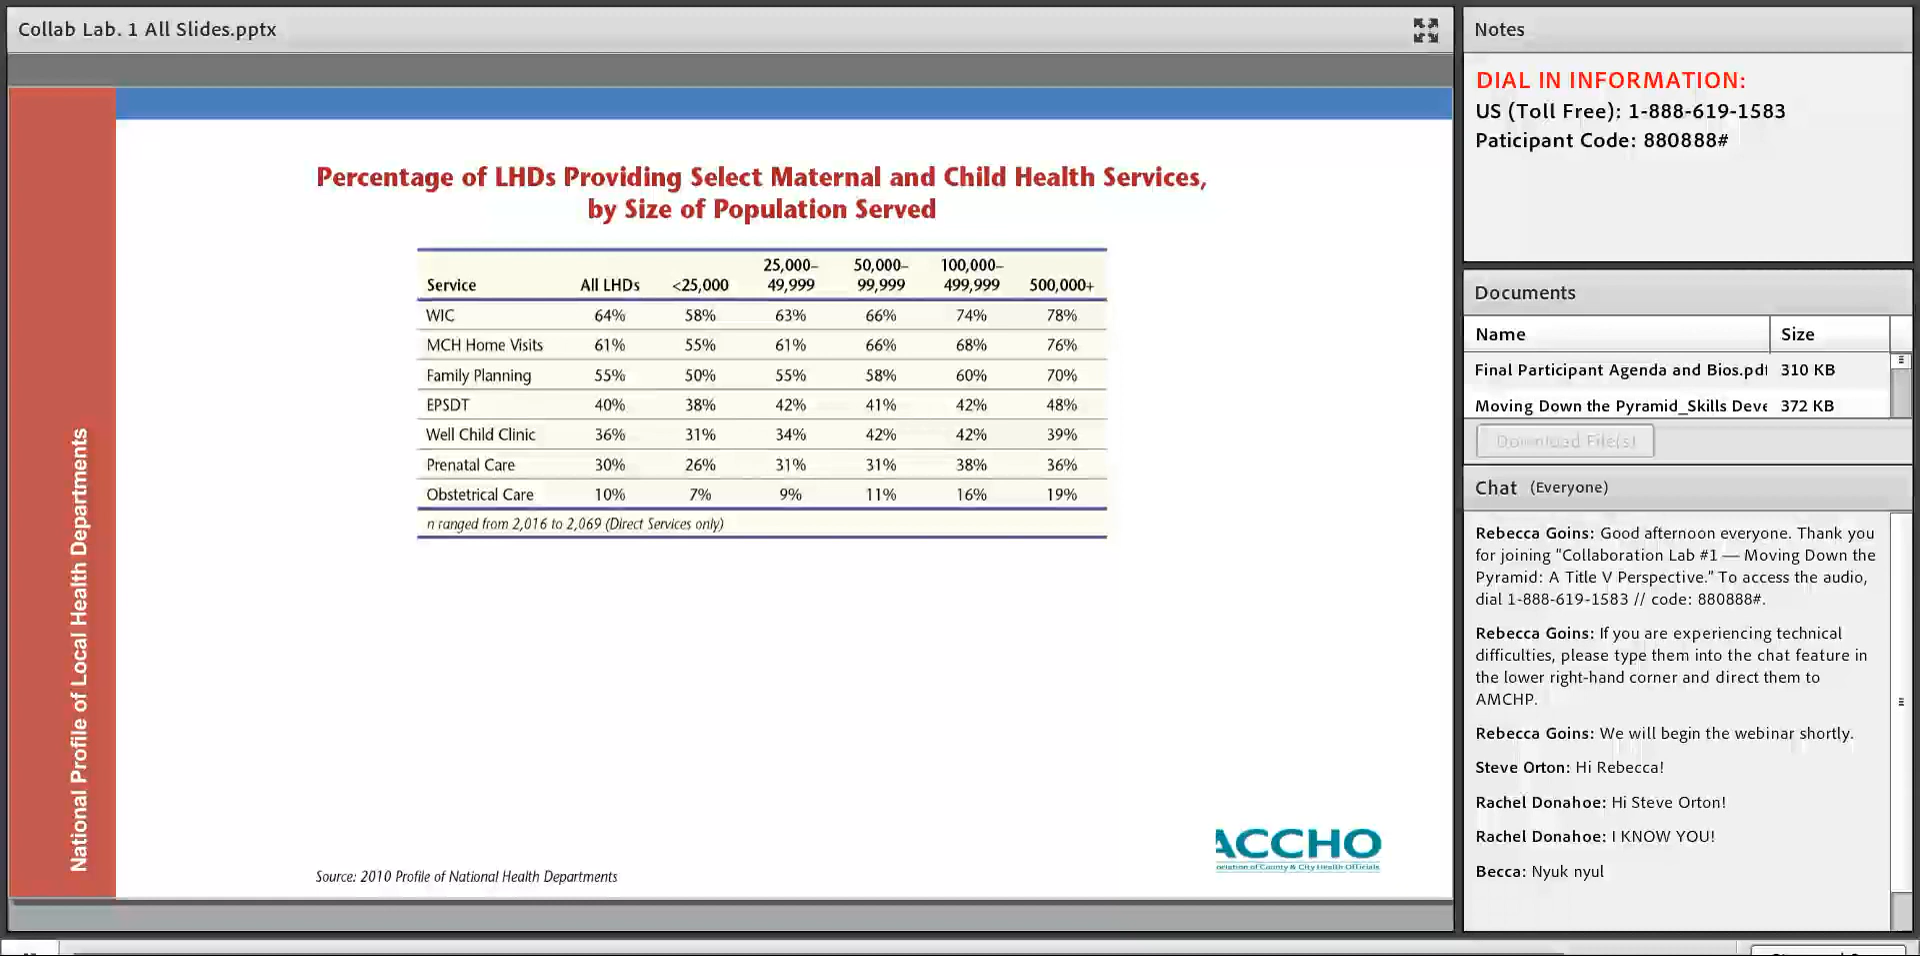 Collab Lab. 1 All Slides.pptx
National Profile of Local Health Departments
Percentage of LHDs Providing Select Maternal and Child Health Services,
by Size of Population Served
Service All LHDs <25,000 25,000–49,999 50,000–99,999 100,000–499,999 500,000+
WIC 64% 58% 63% 66% 74% 78%
MCH Home Visits 61% 55% 61% 66% 68% 76%
Family Planning 55% 50% 55% 58% 60% 70%
EPSDT 40% 38% 42% 41% 42% 48%
Well Child Clinic 36% 31% 34% 42% 42% 39%
Prenatal Care 30% 26% 31% 31% 38% 36%
Obstetrical Care 10% 7% 9% 11% 16% 19%
n ranged from 2,016 to 2,069 (Direct Services only)
ACCHO
ociation of County & City Health Officials
Source: 2010 Profile of National Health Departments
Notes
DIAL IN INFORMATION:
US (Toll Free): 1-888-619-1583
Paticipant Code: 880888#
Documents
Name Size
Final Participant Agenda and Bios.pdf 310 KB
Moving Down the Pyramid_Skills Deve 372 KB
Download File(s)
Chat (Everyone)
Rebecca Goins: Good afternoon everyone. Thank you
for joining "Collaboration Lab #1 — Moving Down the
Pyramid: A Title V Perspective." To access the audio,
dial 1-888-619-1583 // code: 880888#.
Rebecca Goins: If you are experiencing technical
difficulties, please type them into the chat feature in
the lower right-hand corner and direct them to
AMCHP.
Rebecca Goins: We will begin the webinar shortly.
Steve Orton: Hi Rebecca!
Rachel Donahoe: Hi Steve Orton!
Rachel Donahoe: I KNOW YOU!
Becca: Nyuk nyul